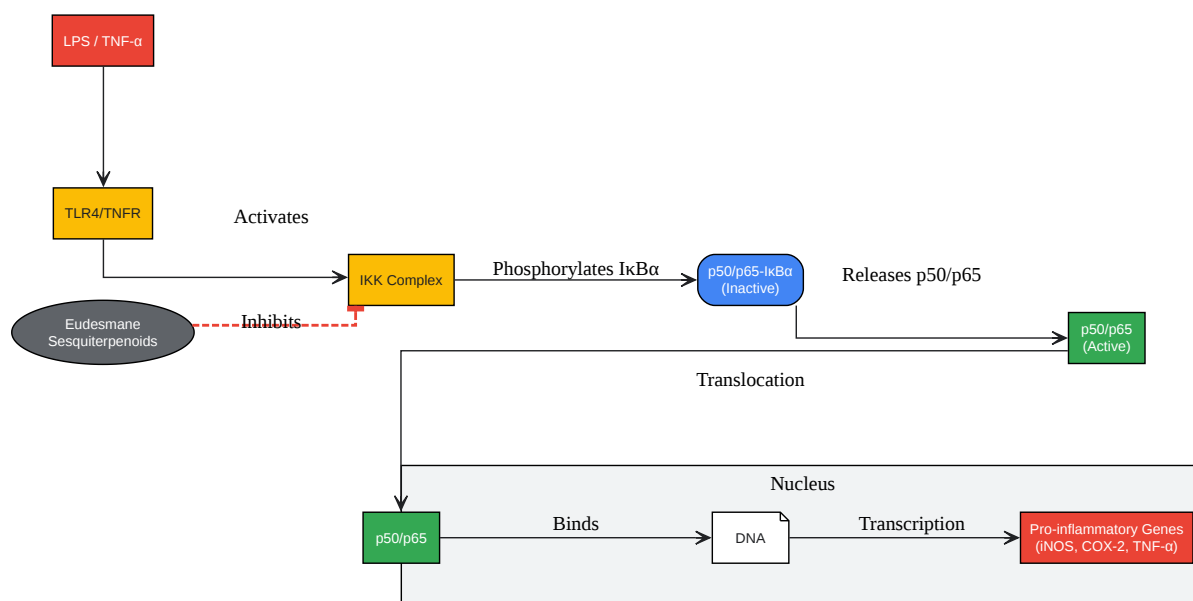 LPS / TNF-α
TLR4/TNFR
Activates
IKK Complex
Phosphorylates IκBα
p50/p65-IκBα
(Inactive)
Releases p50/p65
Eudesmane
Sesquiterpenoids
Inhibits
p50/p65
(Active)
Translocation
Nucleus
p50/p65
Binds
DNA
Transcription
Pro-inflammatory Genes
(iNOS, COX-2, TNF-α)